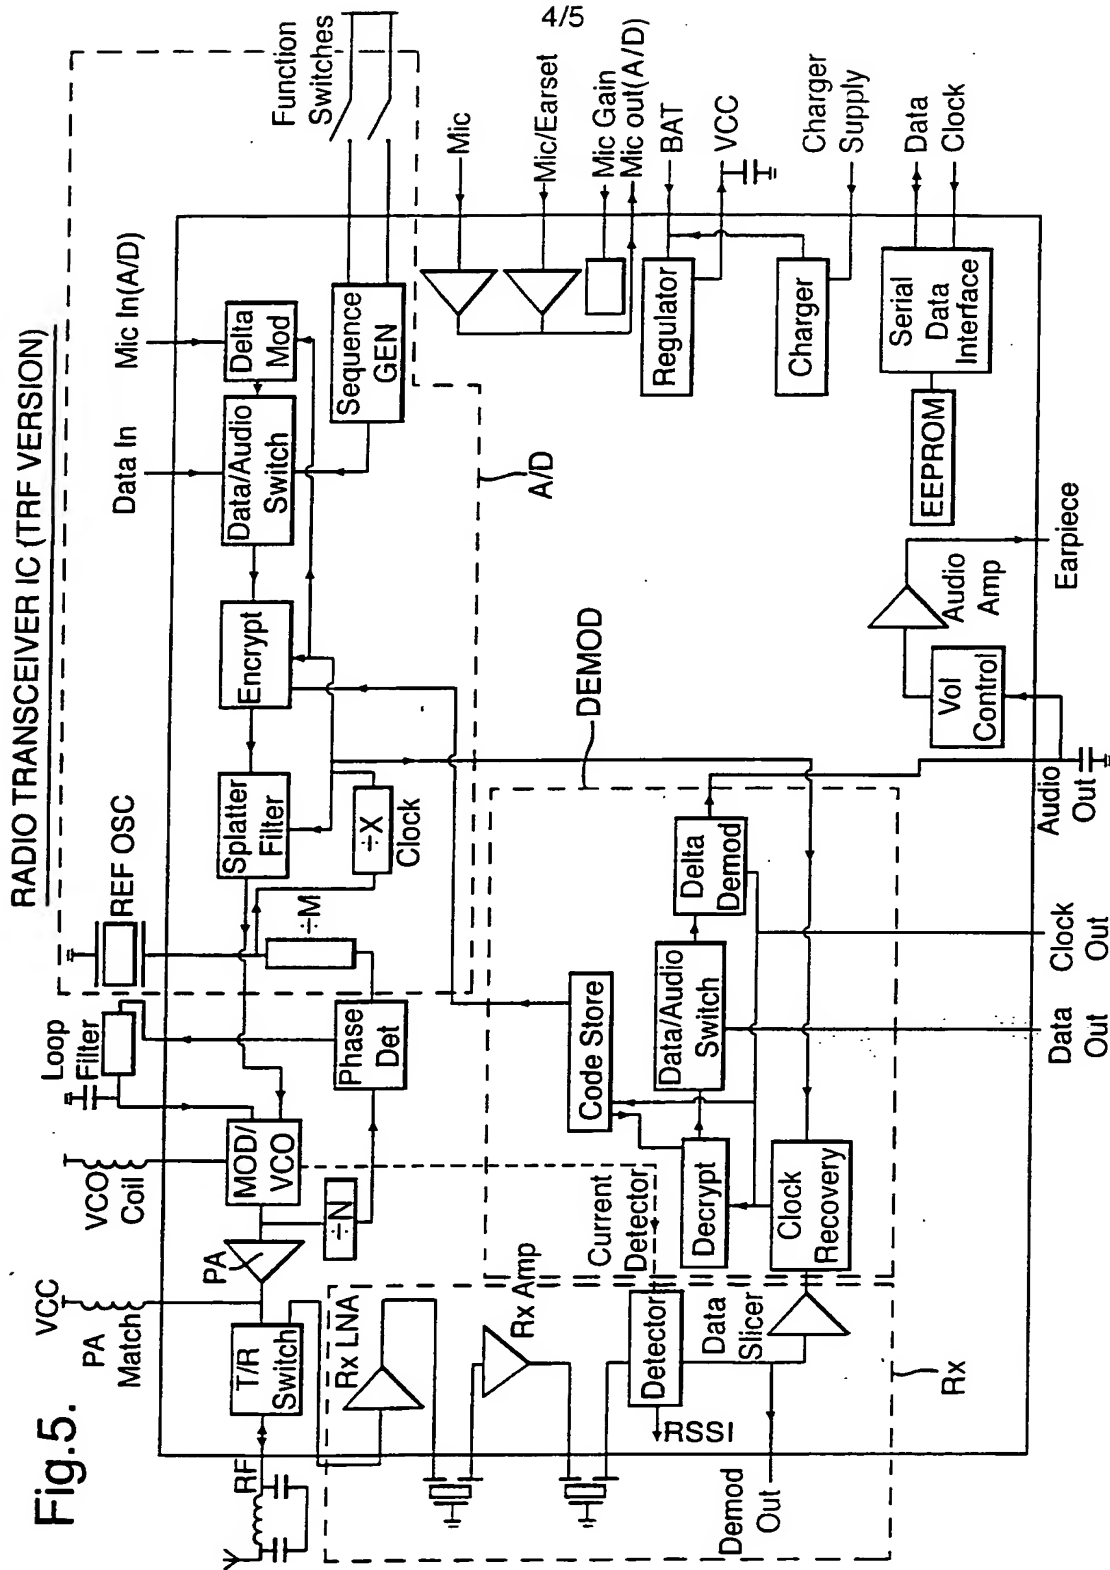 4/5
RADIO TRANSCEIVER IC (TRF VERSION)
Fig.5.
VCC
PA
Match
VCO
Coil
Loop
Filter
REF OSC
Data In
Mic In(A/D)
Function
Switches
RF
T/R
Switch
PA
MOD/
VCO
÷N
Phase
Det
÷M
÷X
Clock
Splatter
Filter
Encrypt
Data/Audio
Switch
Delta
Mod
Sequence
GEN
A/D
Mic
Mic/Earset
Mic Gain
Mic out(A/D)
BAT
VCC
Charger
Supply
Data
Clock
Regulator
Charger
Serial
Data
Interface
EEPROM
Rx LNA
Rx Amp
Current
Detector
Detector
RSSI
Data
Slicer
Rx
Demod
Out
DEMOD
Code Store
Decrypt
Clock
Recovery
Data/Audio
Switch
Delta
Demod
Vol
Control
Audio
Amp
Data
Out
Clock
Out
Audio
Out
Earpiece